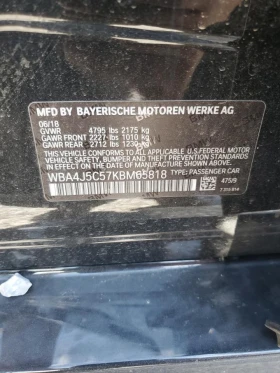 MFD BY BAYERISCHE MOTOREN WERKE AG
06/18
GVWR 4795 lbs 2175 kg
GAWR FRONT 2227 lbs 1010 kg
GAWR REAR 2712 lbs 1230 kg
THIS VEHICLE CONFORMS TO ALL APPLICABLE
FEDERAL MOTOR VEHICLE SAFETY, BUMPER,
AND THEFT PREVENTION STANDARDS IN EFFECT
ON THE DATE OF MANUFACTURE SHOWN ABOVE.
WBA4J5C57KBM65818 TYPE: PASSENGER CAR
475/9